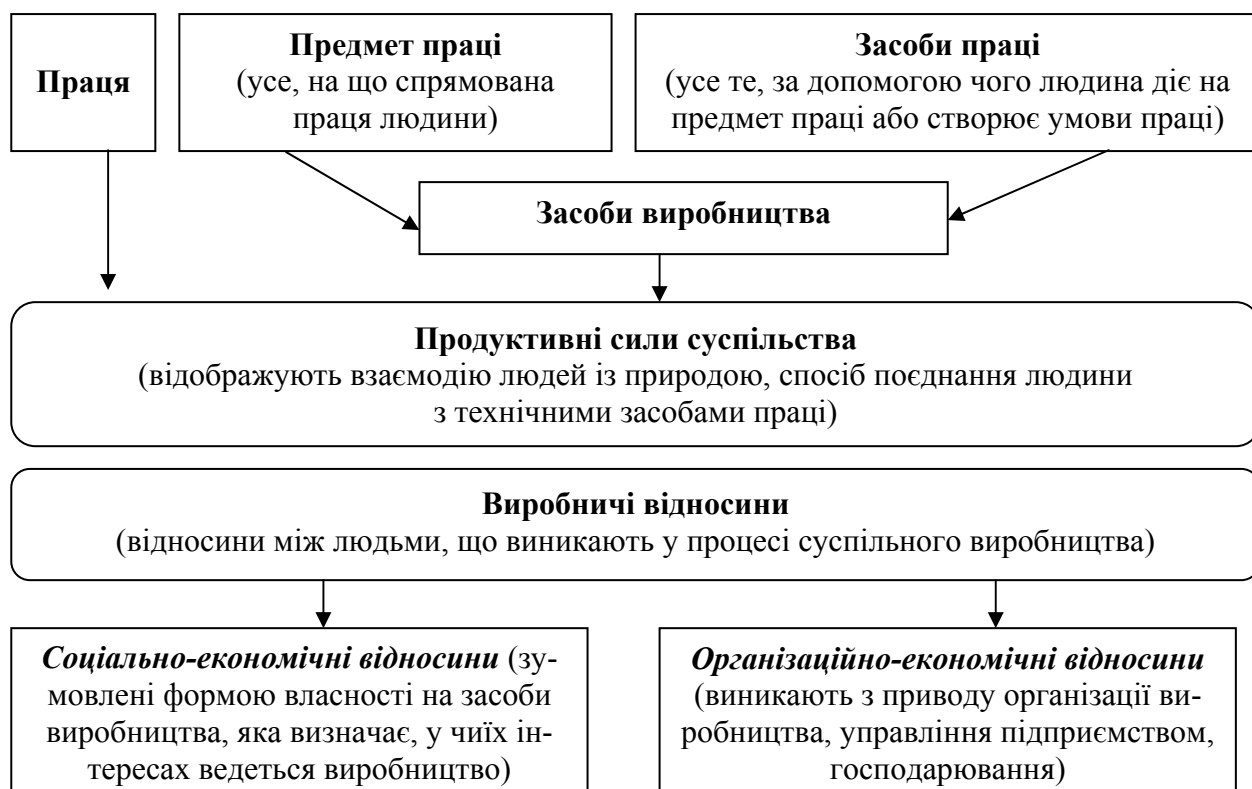 Праця
Предмет праці
(усе, на що спрямована
праця людини)
Засоби праці
(усе те, за допомогою чого людина діє на
предмет праці або створює умови праці)
Засоби виробництва
Продуктивні сили суспільства
(відображують взаємодію людей із природою, спосіб поєднання людини
з технічними засобами праці)
Виробничі відносини
(відносини між людьми, що виникають у процесі суспільного виробництва)
Соціально-економічні відносини (зу-
мовлені формою власності на засоби
виробництва, яка визначає, у чиїх ін-
тересах ведеться виробництво)
Організаційно-економічні відносини
(виникають з приводу організації ви-
робництва, управління підприємством,
господарювання)